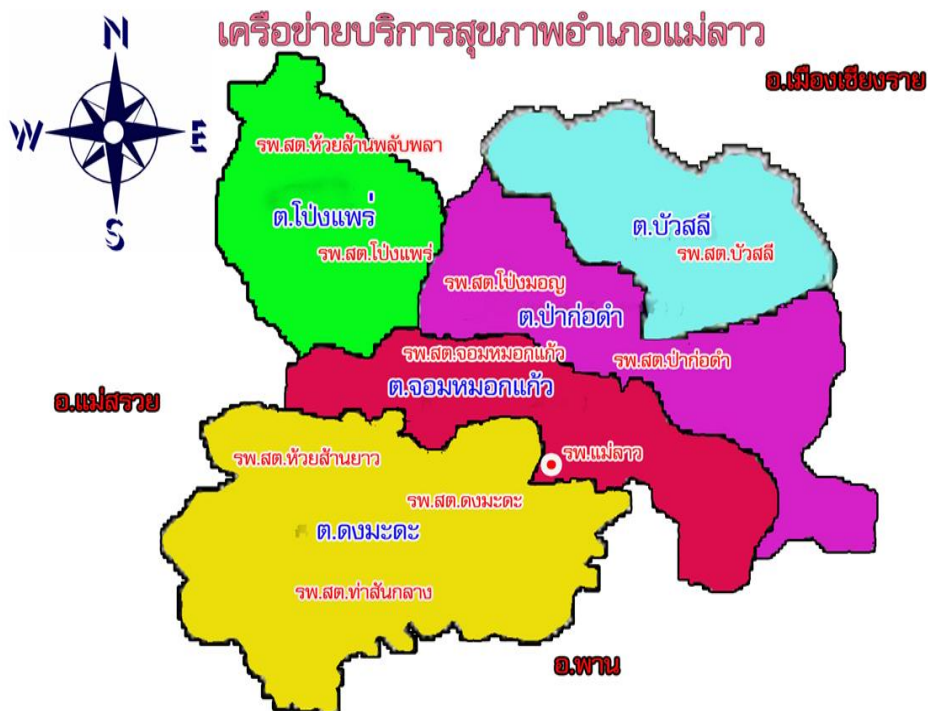 เครือข่ายบริการสุขภาพอำเภอแม่ลาว
N
W
E
S
อ.เมืองเชียงราย
รพ.สต.ห้วยส้านพลับพลา
ต.โป่งแพร่
รพ.สต.โป่งแพร่
ต.บัวสลี
รพ.สต.บัวสลี
รพ.สต.โป่งมอญ
ต.ป่าก่อดำ
รพ.สต.จอมหมอกแก้ว
รพ.สต.ป่าก่อดำ
ต.จอมหมอกแก้ว
อ.แม่สรวย
รพ.แม่ลาว
รพ.สต.ห้วยส้านยาว
รพ.สต.ดงมะดะ
ต.ดงมะดะ
รพ.สต.ท่าสันกลาง
อ.พาน